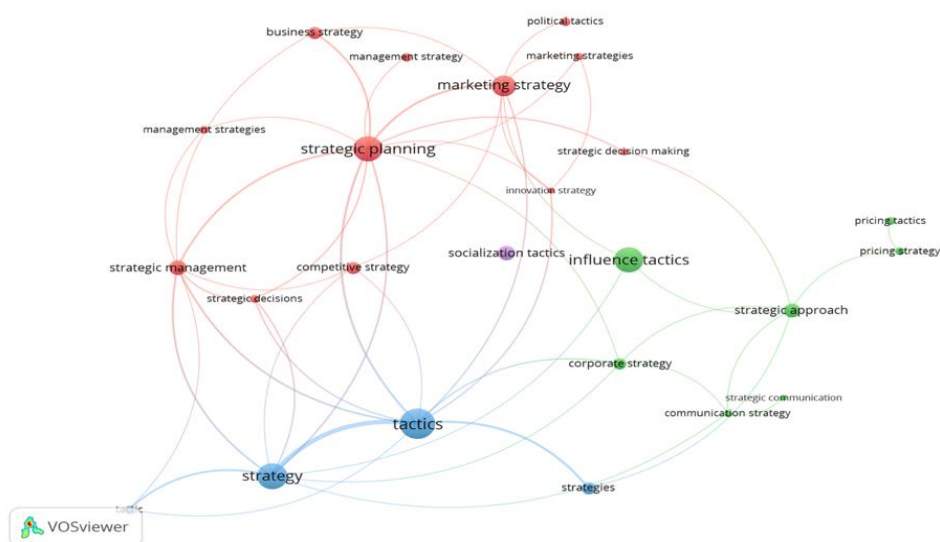 political tactics
business strategy
management strategy
marketing strategies
marketing strategy
management strategies
strategic planning
strategic decision making
innovation strategy
pricing tactics
pricing strategy
socialization tactics
influence tactics
strategic management
competitive strategy
strategic decisions
strategic approach
corporate strategy
strategic communication
communication strategy
tactics
strategy
strategies
tactic
VOSviewer